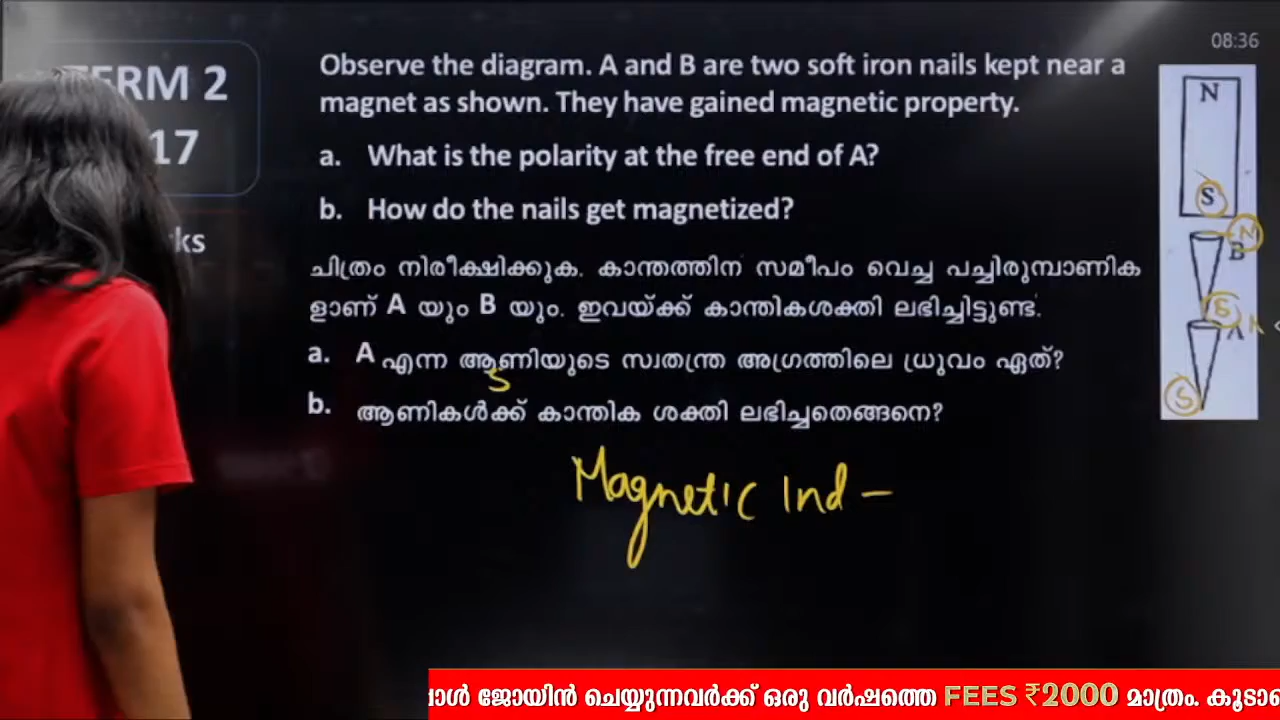 08:36
TERM 2
17
ks
Observe the diagram. A and B are two soft iron nails kept near a
magnet as shown. They have gained magnetic property.
a. What is the polarity at the free end of A?
b. How do the nails get magnetized?
ചിത്രം നിരീക്ഷിക്കുക. കാന്തത്തിന് സമീപം വെച്ച പച്ചിരുമ്പാണിക
ളാണ് A യും B യും. ഇവയ്ക്ക് കാന്തികശക്തി ലഭിച്ചിട്ടുണ്ട്.
a. A എന്ന ആണിയുടെ സ്വതന്ത്ര അഗ്രത്തിലെ ധ്രുവം ഏത്?
S
b. ആണികൾക്ക് കാന്തിക ശക്തി ലഭിച്ചതെങ്ങനെ?
Magnetic Ind –
N
S
N
B
S
A
S
ൾ ജോയിൻ ചെയ്യുന്നവർക്ക് ഒരു വർഷത്തെ FEES ₹2000 മാത്രം. കൂടാ